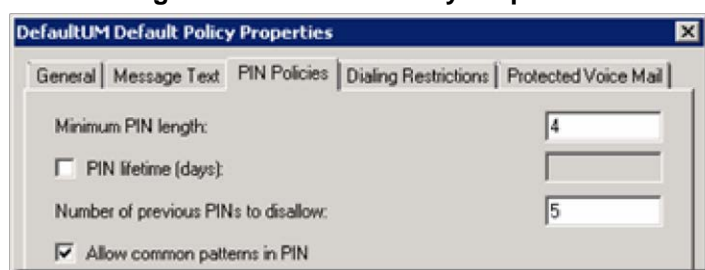 DefaultUM Default Policy Properties
General Message Text PIN Policies Dialing Restrictions Protected Voice Mail
Minimum PIN length: 4
PIN lifetime (days):
Number of previous PINs to disallow: 5
Allow common patterns in PIN